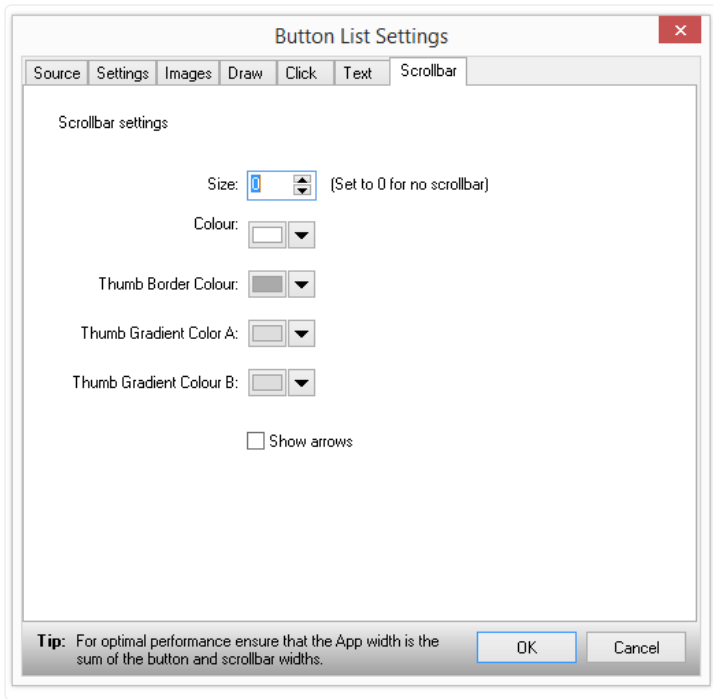 Button List Settings
Source Settings Images Draw Click Text Scrollbar
Scrollbar settings
Size: 0 (Set to 0 for no scrollbar)
Colour:
Thumb Border Colour:
Thumb Gradient Color A:
Thumb Gradient Colour B:
Show arrows
Tip: For optimal performance ensure that the App width is the
sum of the button and scrollbar widths.
OK Cancel